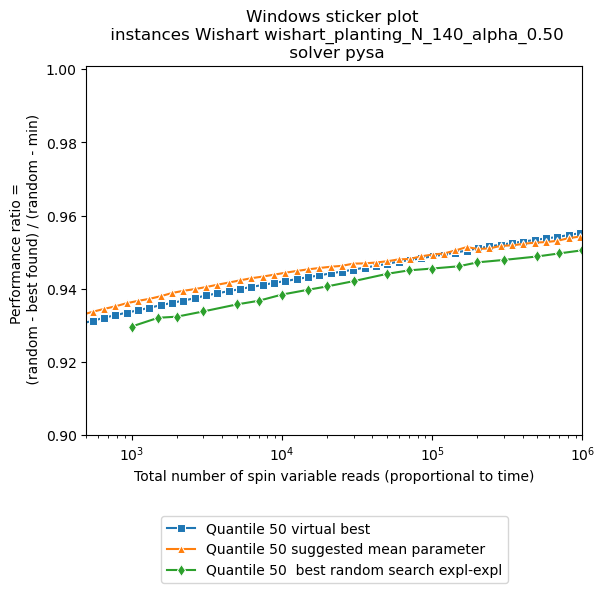 Windows sticker plot
instances Wishart wishart_planting_N_140_alpha_0.50
solver pysa
Performance ratio =
(random - best found) / (random - min)
1.00
0.98
0.96
0.94
0.92
0.90
10³ 10⁴ 10⁵ 10⁶
Total number of spin variable reads (proportional to time)
Quantile 50 virtual best
Quantile 50 suggested mean parameter
Quantile 50  best random search expl-expl